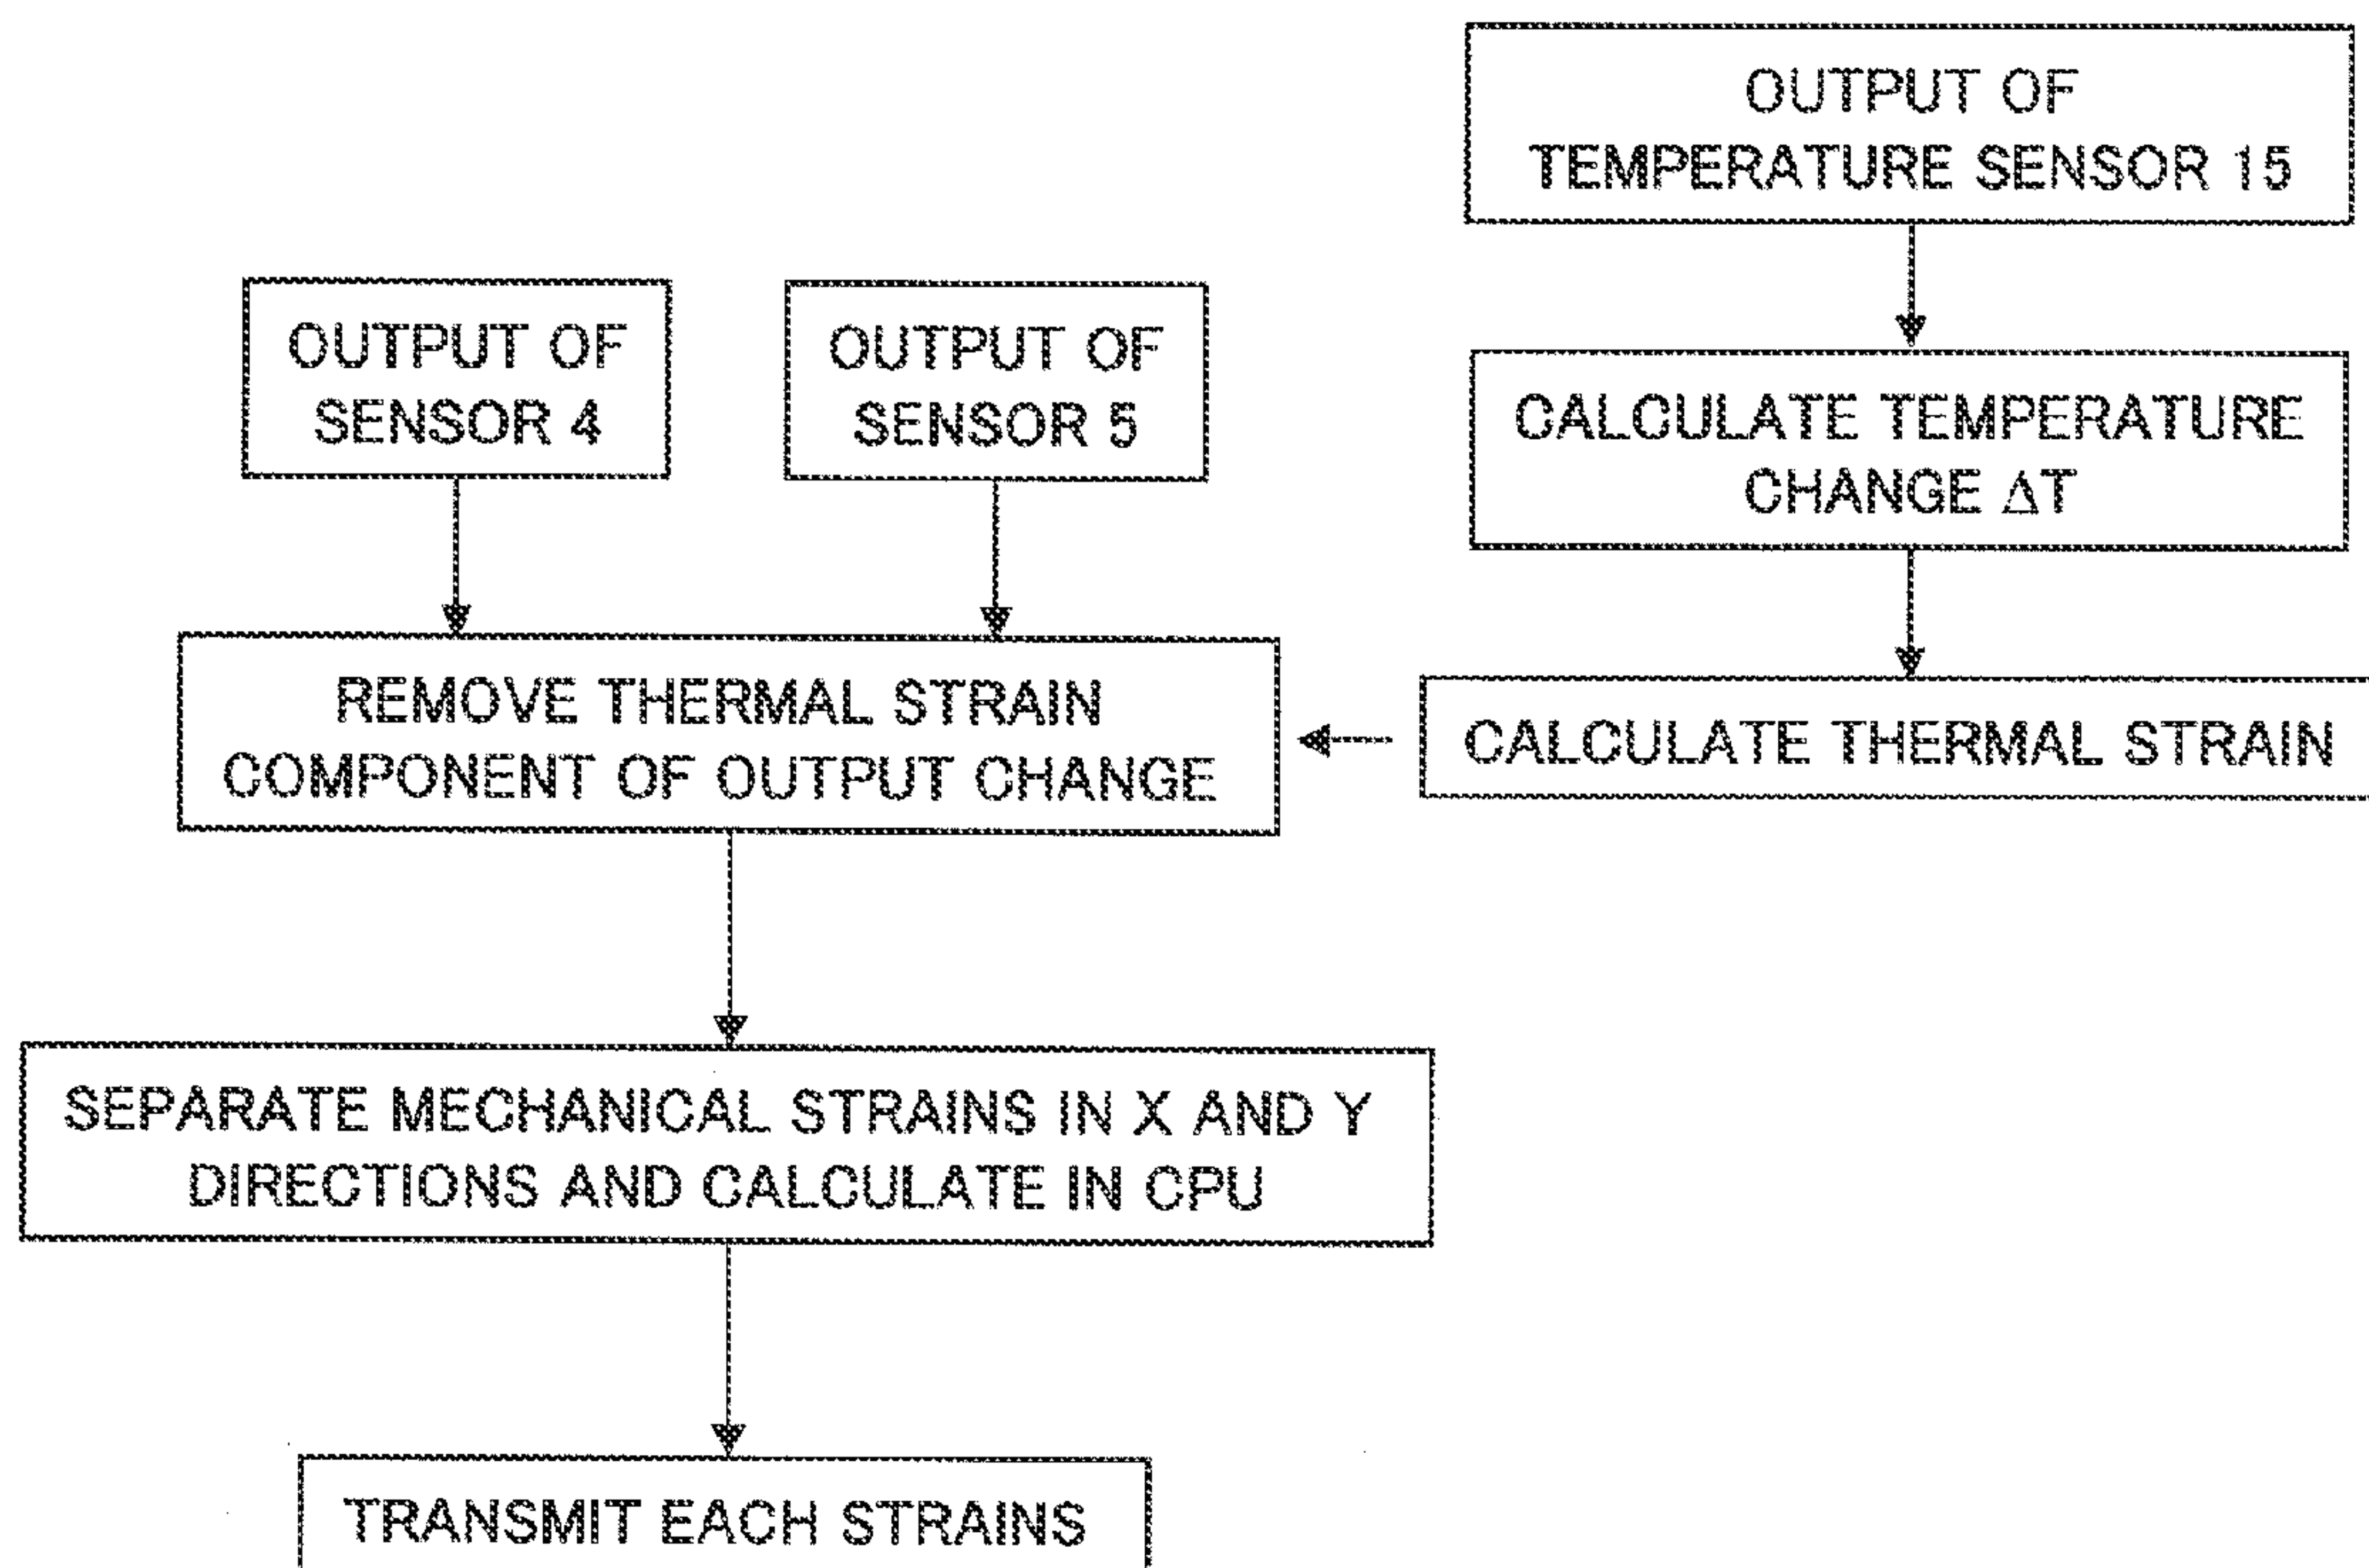 OUTPUT OF
TEMPERATURE SENSOR 15
OUTPUT OF
SENSOR 4
OUTPUT OF
SENSOR 5
CALCULATE TEMPERATURE
CHANGE ΔT
REMOVE THERMAL STRAIN
COMPONENT OF OUTPUT CHANGE
CALCULATE THERMAL STRAIN
SEPARATE MECHANICAL STRAINS IN X AND Y
DIRECTIONS AND CALCULATE IN CPU
TRANSMIT EACH STRAINS